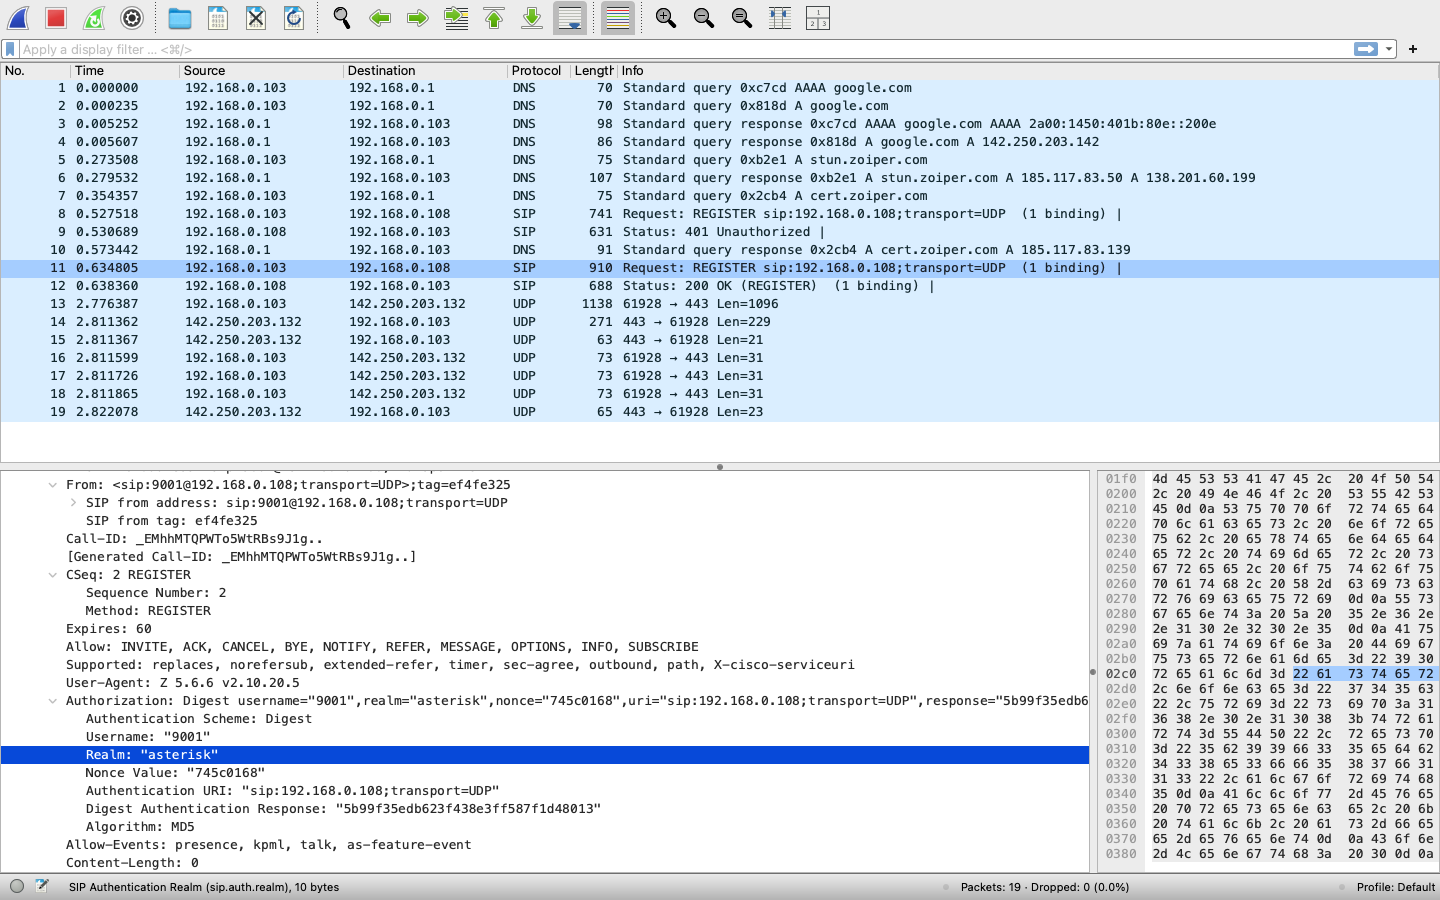 Apply a display filter ... <⌘/>
No. Time Source Destination Protocol Length Info
1 0.000000 192.168.0.103 192.168.0.1 DNS 70 Standard query 0xc7cd AAAA google.com
2 0.000235 192.168.0.103 192.168.0.1 DNS 70 Standard query 0x818d A google.com
3 0.005252 192.168.0.1 192.168.0.103 DNS 98 Standard query response 0xc7cd AAAA google.com AAAA 2a00:1450:401b:80e::200e
4 0.005607 192.168.0.1 192.168.0.103 DNS 86 Standard query response 0x818d A google.com A 142.250.203.142
5 0.273508 192.168.0.103 192.168.0.1 DNS 75 Standard query 0xb2e1 A stun.zoiper.com
6 0.279532 192.168.0.1 192.168.0.103 DNS 107 Standard query response 0xb2e1 A stun.zoiper.com A 185.117.83.50 A 138.201.60.199
7 0.354357 192.168.0.103 192.168.0.1 DNS 75 Standard query 0x2cb4 A cert.zoiper.com
8 0.527518 192.168.0.103 192.168.0.108 SIP 741 Request: REGISTER sip:192.168.0.108;transport=UDP (1 binding) |
9 0.530689 192.168.0.108 192.168.0.103 SIP 631 Status: 401 Unauthorized |
10 0.573442 192.168.0.1 192.168.0.103 DNS 91 Standard query response 0x2cb4 A cert.zoiper.com A 185.117.83.139
11 0.634805 192.168.0.103 192.168.0.108 SIP 910 Request: REGISTER sip:192.168.0.108;transport=UDP (1 binding) |
12 0.638360 192.168.0.108 192.168.0.103 SIP 688 Status: 200 OK (REGISTER) (1 binding) |
13 2.776387 192.168.0.103 142.250.203.132 UDP 1138 61928 → 443 Len=1096
14 2.811362 142.250.203.132 192.168.0.103 UDP 271 443 → 61928 Len=229
15 2.811367 142.250.203.132 192.168.0.103 UDP 63 443 → 61928 Len=21
16 2.811599 192.168.0.103 142.250.203.132 UDP 73 61928 → 443 Len=31
17 2.811726 192.168.0.103 142.250.203.132 UDP 73 61928 → 443 Len=31
18 2.811865 192.168.0.103 142.250.203.132 UDP 73 61928 → 443 Len=31
19 2.822078 142.250.203.132 192.168.0.103 UDP 65 443 → 61928 Len=23
From: <sip:9001@192.168.0.108;transport=UDP>;tag=ef4fe325
SIP from address: sip:9001@192.168.0.108;transport=UDP
SIP from tag: ef4fe325
Call-ID: _EMhhMTQPWTo5WtRBs9J1g..
[Generated Call-ID: _EMhhMTQPWTo5WtRBs9J1g..]
CSeq: 2 REGISTER
Sequence Number: 2
Method: REGISTER
Expires: 60
Allow: INVITE, ACK, CANCEL, BYE, NOTIFY, REFER, MESSAGE, OPTIONS, INFO, SUBSCRIBE
Supported: replaces, norefersub, extended-refer, timer, sec-agree, outbound, path, X-cisco-serviceuri
User-Agent: Z 5.6.6 v2.10.20.5
Authorization: Digest username="9001",realm="asterisk",nonce="745c0168",uri="sip:192.168.0.108;transport=UDP",response="5b99f35edb6
Authentication Scheme: Digest
Username: "9001"
Realm: "asterisk"
Nonce Value: "745c0168"
Authentication URI: "sip:192.168.0.108;transport=UDP"
Digest Authentication Response: "5b99f35edb623f438e3ff587f1d48013"
Algorithm: MD5
Allow-Events: presence, kpml, talk, as-feature-event
Content-Length: 0
01f0 4d 45 53 53 41 47 45 2c 20 4f 50 54
0200 2c 20 49 4e 46 4f 2c 20 53 55 42 53
0210 45 0d 0a 53 75 70 70 6f 72 74 65 64
0220 70 6c 61 63 65 73 2c 20 6e 6f 72 65
0230 75 62 2c 20 65 78 74 65 6e 64 65 64
0240 65 72 2c 20 74 69 6d 65 72 2c 20 73
0250 67 72 65 65 2c 20 6f 75 74 62 6f 75
0260 70 61 74 68 2c 20 58 2d 63 69 73 63
0270 72 76 69 63 65 75 72 69 0d 0a 55 73
0280 67 65 6e 74 3a 20 5a 20 35 2e 36 2e
0290 2e 31 30 2e 32 30 2e 35 0d 0a 41 75
02a0 69 7a 61 74 69 6f 6e 3a 20 44 69 67
02b0 75 73 65 72 6e 61 6d 65 3d 22 39 30
02c0 72 65 61 6c 6d 3d 22 61 73 74 65 72
02d0 2c 6e 6f 6e 63 65 3d 22 37 34 35 63
02e0 22 2c 75 72 69 3d 22 73 69 70 3a 31
02f0 36 38 2e 30 2e 31 30 38 3b 74 72 61
0300 72 74 3d 55 44 50 22 2c 72 65 73 70
0310 3d 22 35 62 39 39 66 33 35 65 64 62
0320 34 33 38 65 33 66 66 35 38 37 66 31
0330 31 33 22 2c 61 6c 67 6f 72 69 74 68
0340 35 0d 0a 41 6c 6c 6f 77 2d 45 76 65
0350 20 70 72 65 73 65 6e 63 65 2c 20 6b
0360 20 74 61 6c 6b 2c 20 61 73 2d 66 65
0370 65 2d 65 76 65 6e 74 0d 0a 43 6f 6e
0380 2d 4c 65 6e 67 74 68 3a 20 30 0d 0a
SIP Authentication Realm (sip.auth.realm), 10 bytes
Packets: 19 · Dropped: 0 (0.0%)
Profile: Default